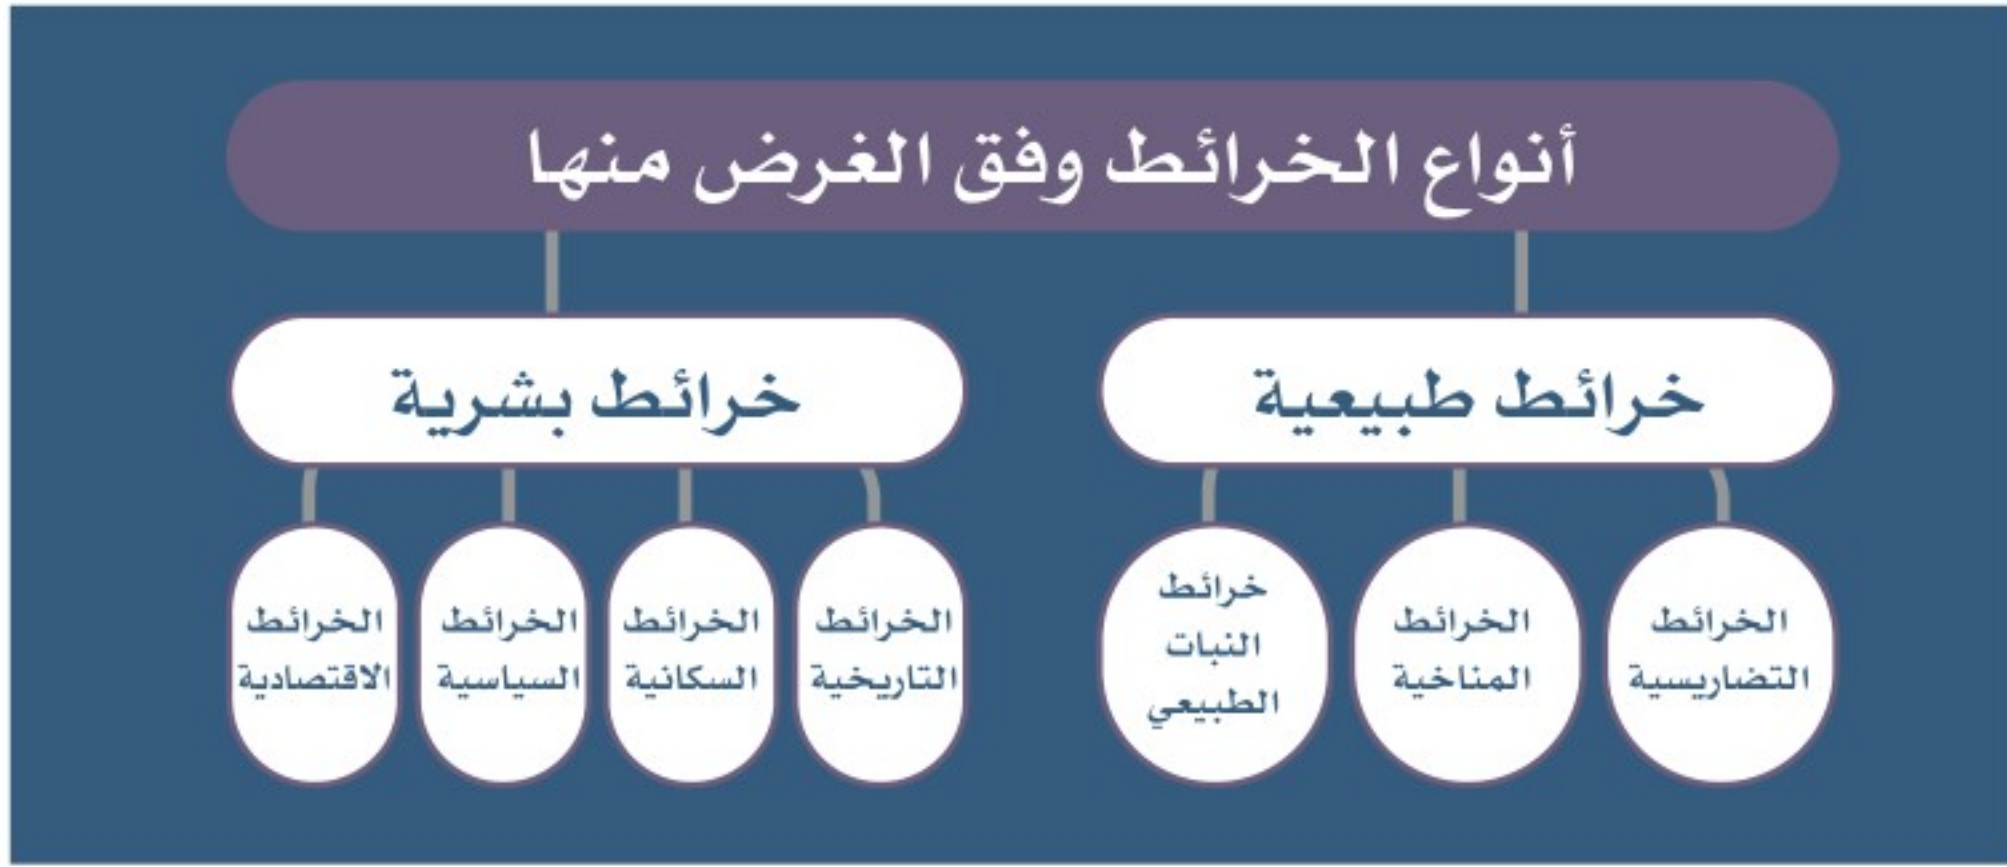 أنواع الخرائط وفق الغرض منها
خرائط طبيعية
خرائط بشرية
الخرائط
التضاريسية
الخرائط
المناخية
خرائط
النبات
الطبيعي
الخرائط
التاريخية
الخرائط
السكانية
الخرائط
السياسية
الخرائط
الاقتصادية